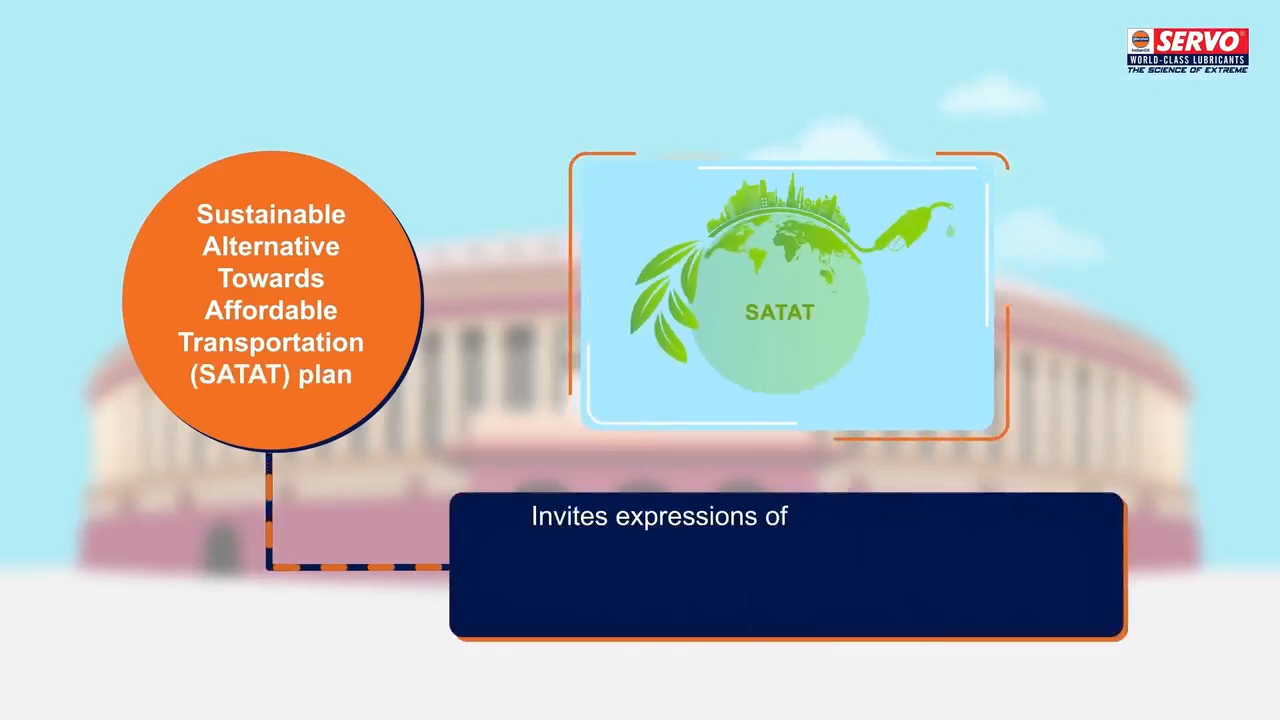 SERVO
WORLD-CLASS LUBRICANTS
THE SCIENCE OF EXTREME
Sustainable
Alternative
Towards
Affordable
Transportation
(SATAT) plan
SATAT
Invites expressions of